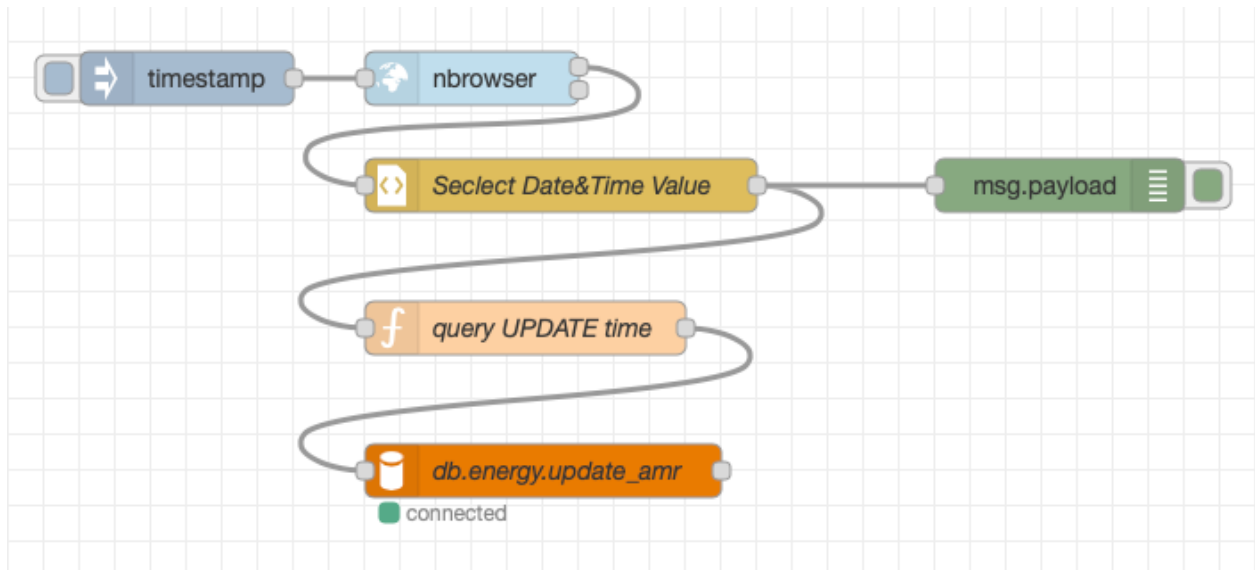 timestamp
nbrowser
Seclect Date&Time Value
msg.payload
query UPDATE time
db.energy.update_amr
connected